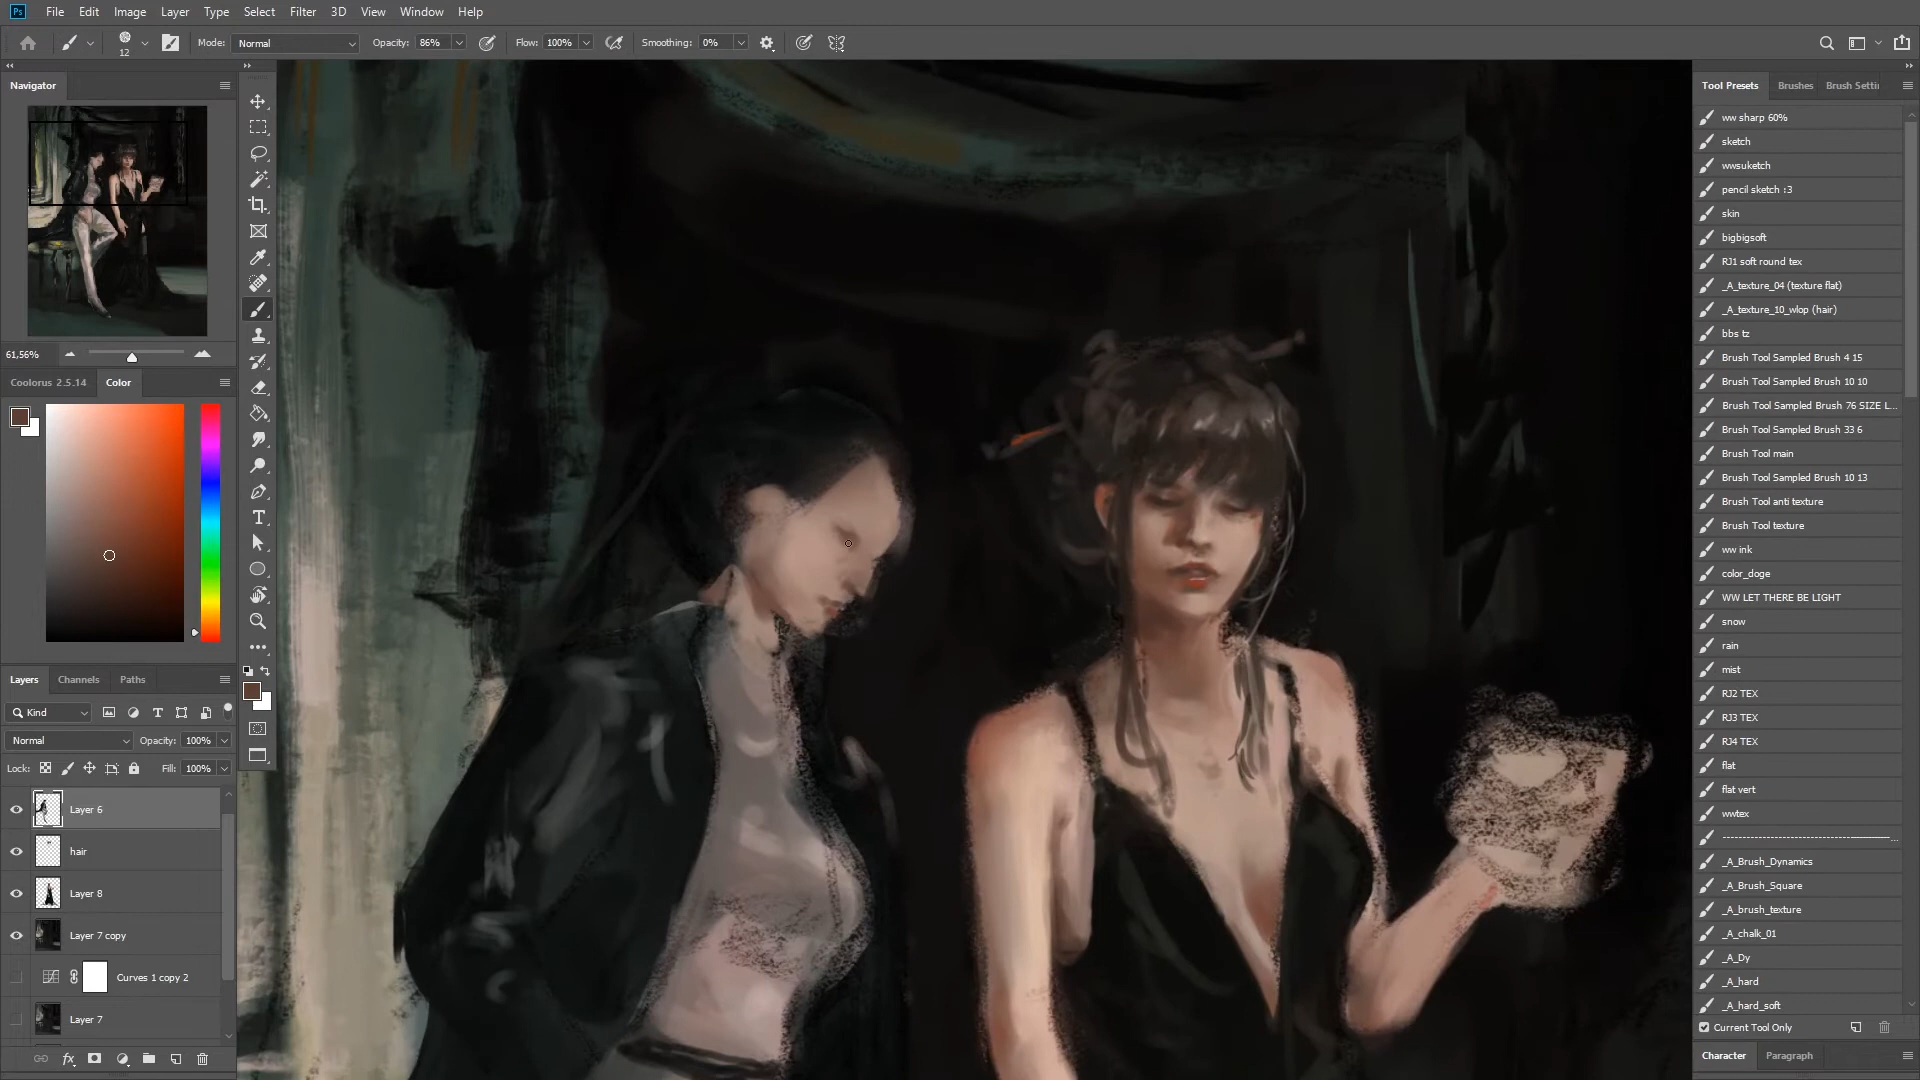 Ps File Edit Image Layer Type Select Filter 3D View Window Help
12 Mode: Normal Opacity: 86% Flow: 100% Smoothing: 0%
Navigator
61,56%
Coolorus 2.5.14 Color
Layers Channels Paths
Kind
Normal Opacity: 100%
Lock: Fill: 100%
Layer 6
hair
Layer 8
Layer 7 copy
Curves 1 copy 2
Layer 7
fx
Tool Presets Brushes Brush Setti
ww sharp 60%
sketch
wwsuketch
pencil sketch :3
skin
bigbigsoft
RJ1 soft round tex
_A_texture_04 (texture flat)
_A_texture_10_wlop (hair)
bbs tz
Brush Tool Sampled Brush 4 15
Brush Tool Sampled Brush 10 10
Brush Tool Sampled Brush 76 SIZE L...
Brush Tool Sampled Brush 33 6
Brush Tool main
Brush Tool Sampled Brush 10 13
Brush Tool anti texture
Brush Tool texture
ww ink
color_doge
WW LET THERE BE LIGHT
snow
rain
mist
RJ2 TEX
RJ3 TEX
RJ4 TEX
flat
flat vert
wwtex
_A_Brush_Dynamics
_A_Brush_Square
_A_brush_texture
_A_chalk_01
_A_Dy
_A_hard
_A_hard_soft
Current Tool Only
Character Paragraph